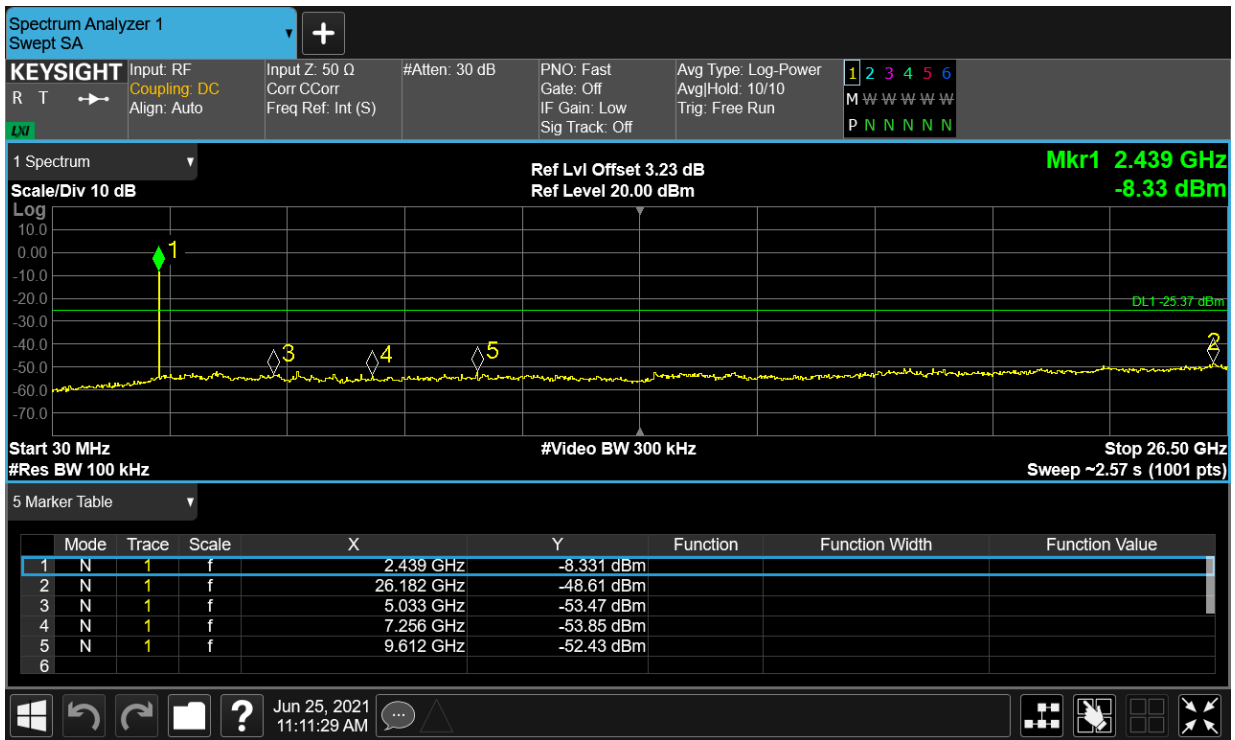 Spectrum Analyzer 1
Swept SA
+
KEYSIGHT
R T
LXI
Input: RF
Coupling: DC
Align: Auto
Input Z: 50 Ω
Corr CCorr
Freq Ref: Int (S)
#Atten: 30 dB
PNO: Fast
Gate: Off
IF Gain: Low
Sig Track: Off
Avg Type: Log-Power
Avg|Hold: 10/10
Trig: Free Run
1 2 3 4 5 6
M W W W W W
P N N N N N
1 Spectrum
Scale/Div 10 dB
Log
Ref Lvl Offset 3.23 dB
Ref Level 20.00 dBm
Mkr1 2.439 GHz
-8.33 dBm
10.0
0.00
-10.0
-20.0
-30.0
-40.0
-50.0
-60.0
-70.0
1
DL1 -25.37 dBm
3
4
5
2
Start 30 MHz
#Res BW 100 kHz
#Video BW 300 kHz
Stop 26.50 GHz
Sweep ~2.57 s (1001 pts)
5 Marker Table
Mode Trace Scale X Y Function Function Width Function Value
1 N 1 f 2.439 GHz -8.331 dBm
2 N 1 f 26.182 GHz -48.61 dBm
3 N 1 f 5.033 GHz -53.47 dBm
4 N 1 f 7.256 GHz -53.85 dBm
5 N 1 f 9.612 GHz -52.43 dBm
6
?
Jun 25, 2021
11:11:29 AM